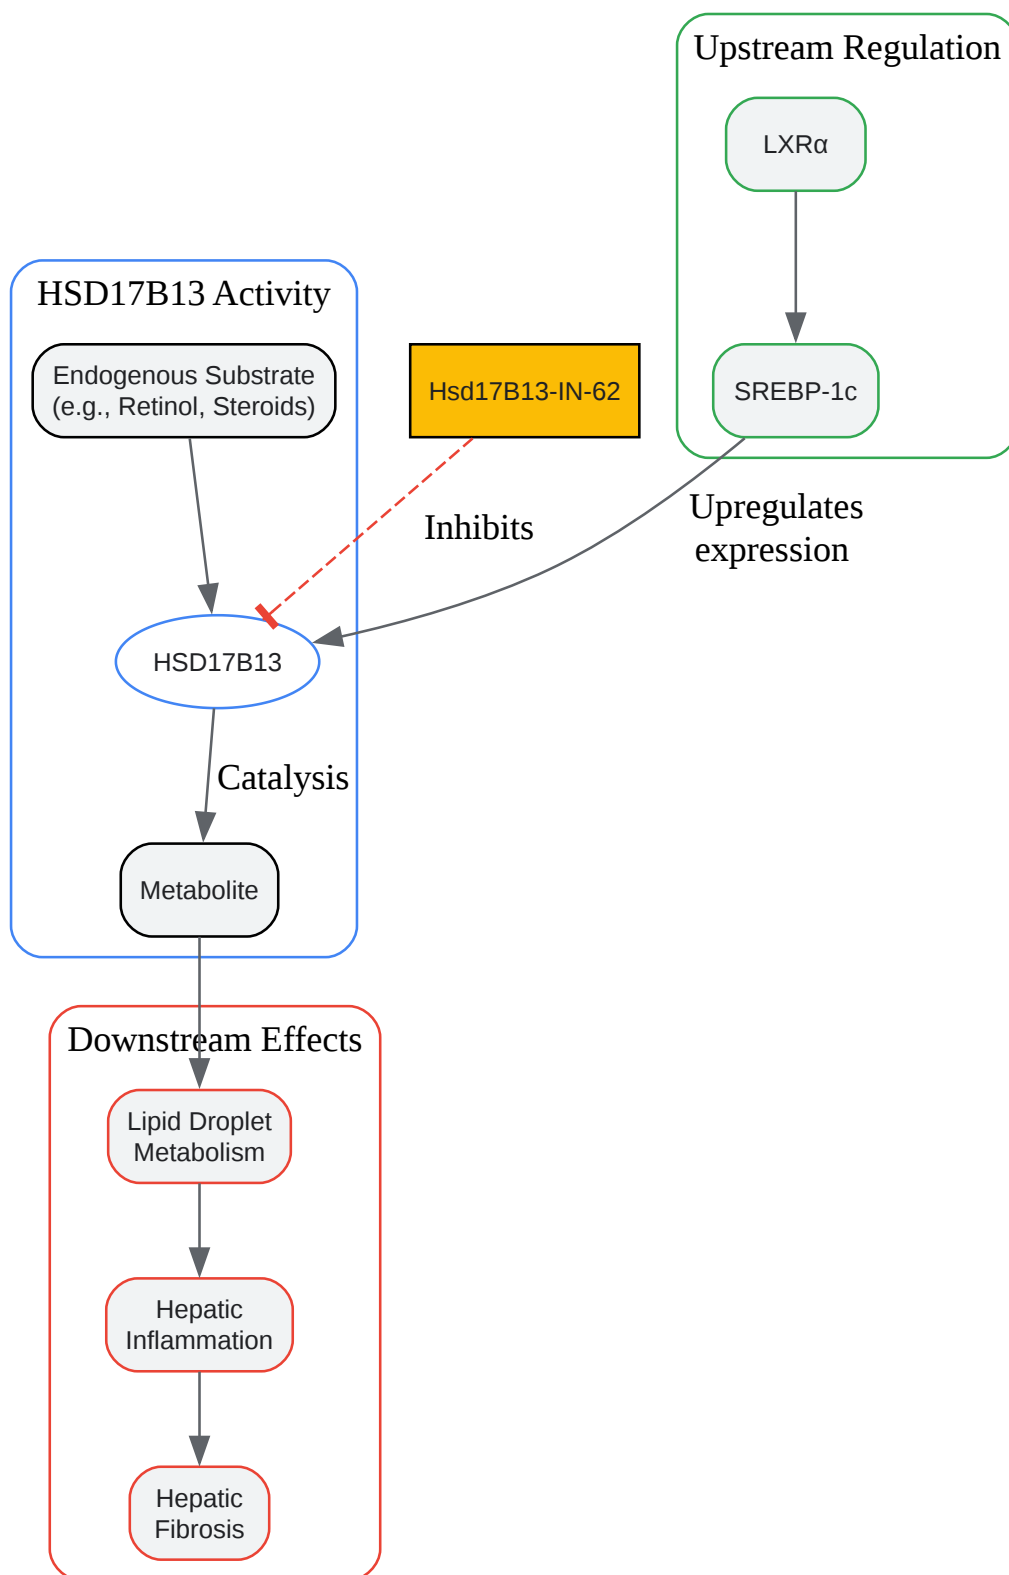 Upstream Regulation
LXRα
SREBP-1c
Upregulates
expression
HSD17B13 Activity
Endogenous Substrate
(e.g., Retinol, Steroids)
Hsd17B13-IN-62
Inhibits
HSD17B13
Catalysis
Metabolite
Downstream Effects
Lipid Droplet
Metabolism
Hepatic
Inflammation
Hepatic
Fibrosis